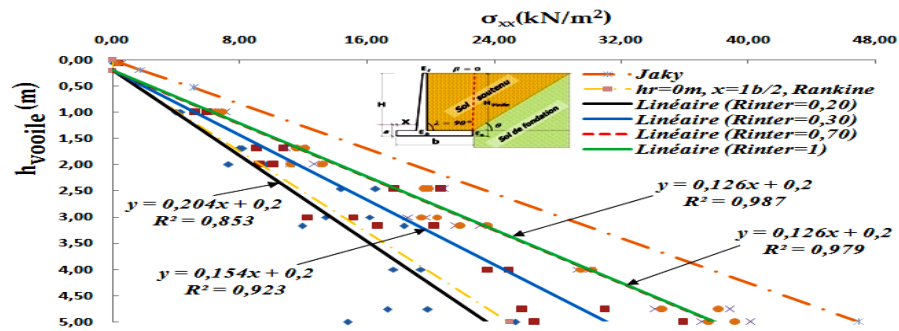 σxx(kN/m²)
0,00 8,00 16,00 24,00 32,00 40,00 48,00
hvooile (m)
0,00
0,50
1,00
1,50
2,00
2,50
3,00
3,50
4,00
4,50
5,00
Jaky
hr=0m, x=1b/2, Rankine
Linéaire (Rinter=0,20)
Linéaire (Rinter=0,30)
Linéaire (Rinter=0,70)
Linéaire (Rinter=1)
β=0
H
Sol soutenu
Sol de fondation
X
e
b
y = 0,204x + 0,2
R² = 0,853
y = 0,154x + 0,2
R² = 0,923
y = 0,126x + 0,2
R² = 0,987
y = 0,126x + 0,2
R² = 0,979